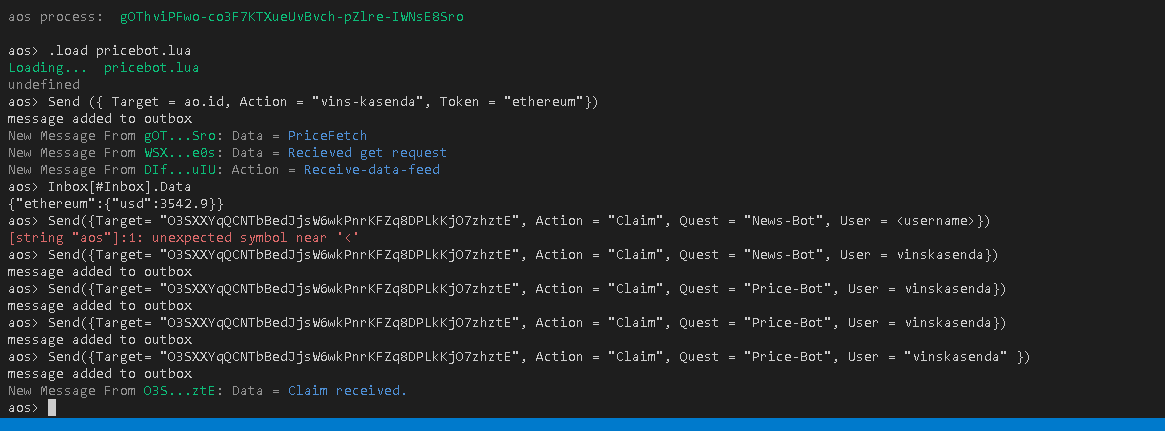 aos process:  gOThviPFwo-co3F7KTXueUvBvch-pZlre-IWNsE8Sro
aos> .load pricebot.lua
Loading...  pricebot.lua
undefined
aos> Send ({ Target = ao.id, Action = "vins-kasenda", Token = "ethereum"})
message added to outbox
New Message From gOT...Sro: Data = PriceFetch
New Message From WSX...e0s: Data = Recieved get request
New Message From DIf...uIU: Action = Receive-data-feed
aos> Inbox[#Inbox].Data
{"ethereum":{"usd":3542.9}}
aos> Send({Target= "O3SXXYqQCNTbBedJjsW6wkPnrKFZq8DPLkKjO7zhztE", Action = "Claim", Quest = "News-Bot", User = <username>})
[string "aos"]:1: unexpected symbol near '<'
aos> Send({Target= "O3SXXYqQCNTbBedJjsW6wkPnrKFZq8DPLkKjO7zhztE", Action = "Claim", Quest = "News-Bot", User = vinskasenda})
message added to outbox
aos> Send({Target= "O3SXXYqQCNTbBedJjsW6wkPnrKFZq8DPLkKjO7zhztE", Action = "Claim", Quest = "Price-Bot", User = vinskasenda})
message added to outbox
aos> Send({Target= "O3SXXYqQCNTbBedJjsW6wkPnrKFZq8DPLkKjO7zhztE", Action = "Claim", Quest = "Price-Bot", User = vinskasenda})
message added to outbox
aos> Send({Target= "O3SXXYqQCNTbBedJjsW6wkPnrKFZq8DPLkKjO7zhztE", Action = "Claim", Quest = "Price-Bot", User = "vinskasenda" })
message added to outbox
New Message From O3S...ztE: Data = Claim received.
aos>